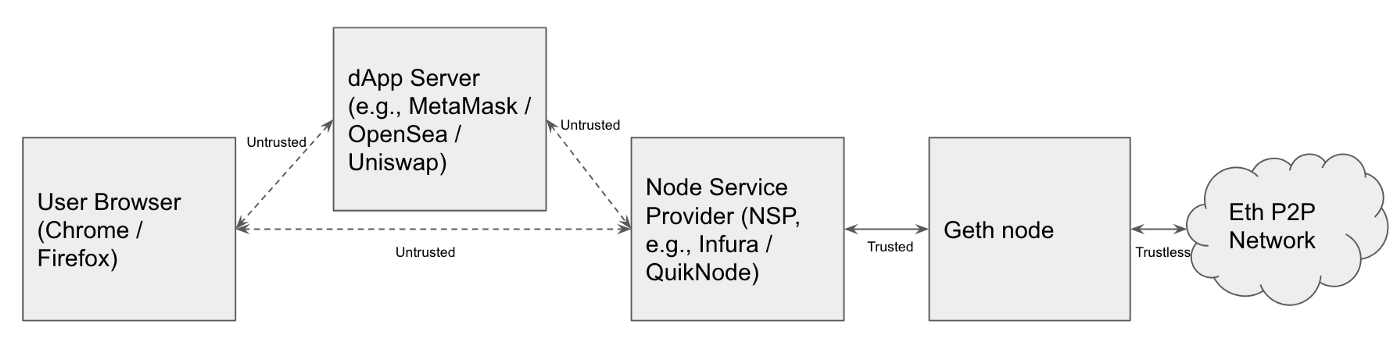 dApp Server
(e.g., MetaMask /
OpenSea /
Uniswap)
Untrusted
Untrusted
User Browser
(Chrome /
Firefox)
Untrusted
Node Service
Provider (NSP,
e.g., Infura /
QuikNode)
Trusted
Geth node
Trustless
Eth P2P
Network